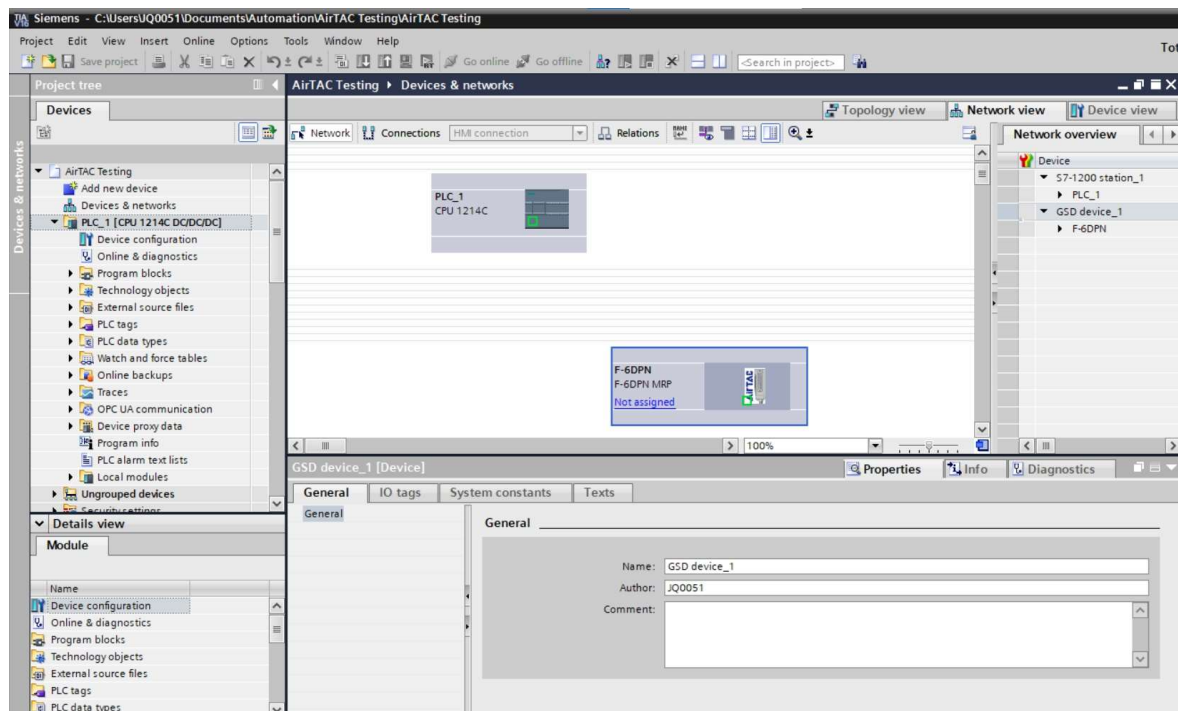 Siemens - C:\Users\JQ0051\Documents\Automation\AirTAC Testing\AirTAC Testing
Project Edit View Insert Online Options Tools Window Help
Tot
Save project Go online Go offline <Search in project>
Project tree
AirTAC Testing ▸ Devices & networks
Devices
Topology view Network view Device view
Network Connections HMI connection Relations
Network overview
Devices & networks
AirTAC Testing
Add new device
Devices & networks
PLC_1 [CPU 1214C DC/DC/DC]
Device configuration
Online & diagnostics
Program blocks
Technology objects
External source files
PLC tags
PLC data types
Watch and force tables
Online backups
Traces
OPC UA communication
Device proxy data
Program info
PLC alarm text lists
Local modules
Ungrouped devices
Security settings
PLC_1
CPU 1214C
F-6DPN
F-6DPN MRP
Not assigned
AirTAC
100%
Device
S7-1200 station_1
PLC_1
GSD device_1
F-6DPN
GSD device_1 [Device]
Properties Info Diagnostics
General IO tags System constants Texts
General
General
Name: GSD device_1
Author: JQ0051
Comment:
Details view
Module
Name
Device configuration
Online & diagnostics
Program blocks
Technology objects
External source files
PLC tags
PLC data types